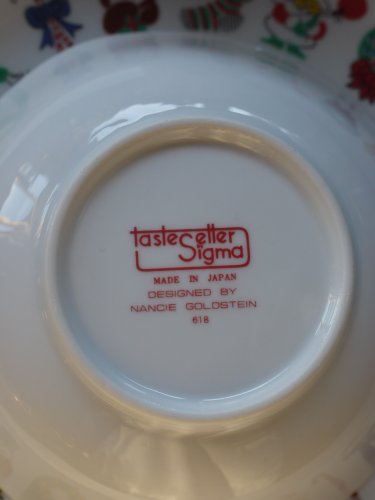 tasteSetter
Sigma
MADE IN JAPAN
DESIGNED BY
NANCIE GOLDSTEIN
618